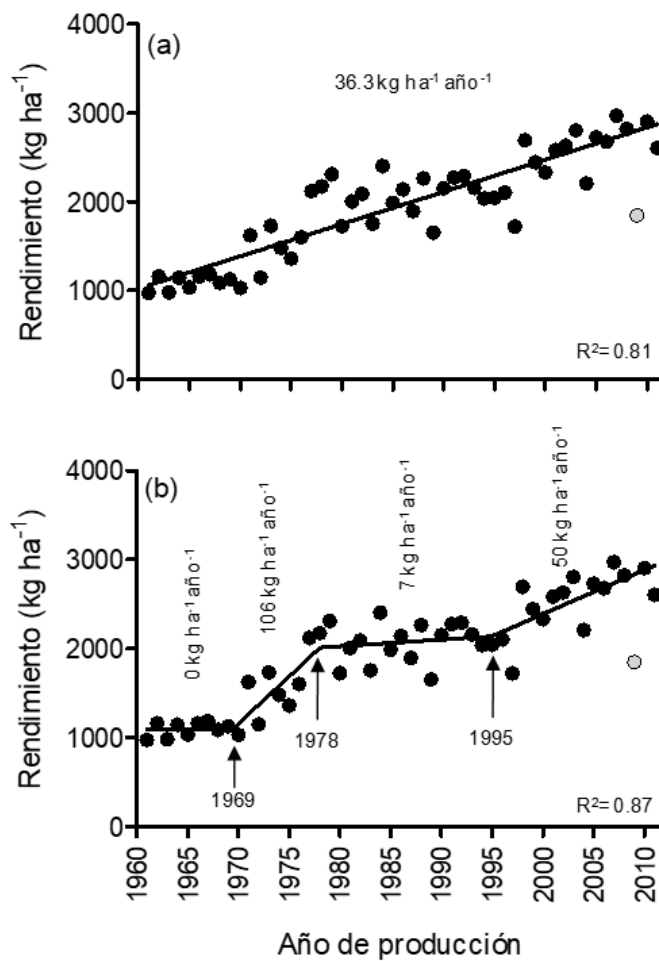 (a)
36.3 kg ha⁻¹ año⁻¹
4000
3000
2000
1000
0
Rendimiento (kg ha⁻¹)
R²= 0.81
(b)
0 kg ha⁻¹ año⁻¹
106 kg ha⁻¹ año⁻¹
7 kg ha⁻¹ año⁻¹
50 kg ha⁻¹ año⁻¹
4000
3000
2000
1000
0
Rendimiento (kg ha⁻¹)
1969
1978
1995
R²= 0.87
1960
1965
1970
1975
1980
1985
1990
1995
2000
2005
2010
Año de producción